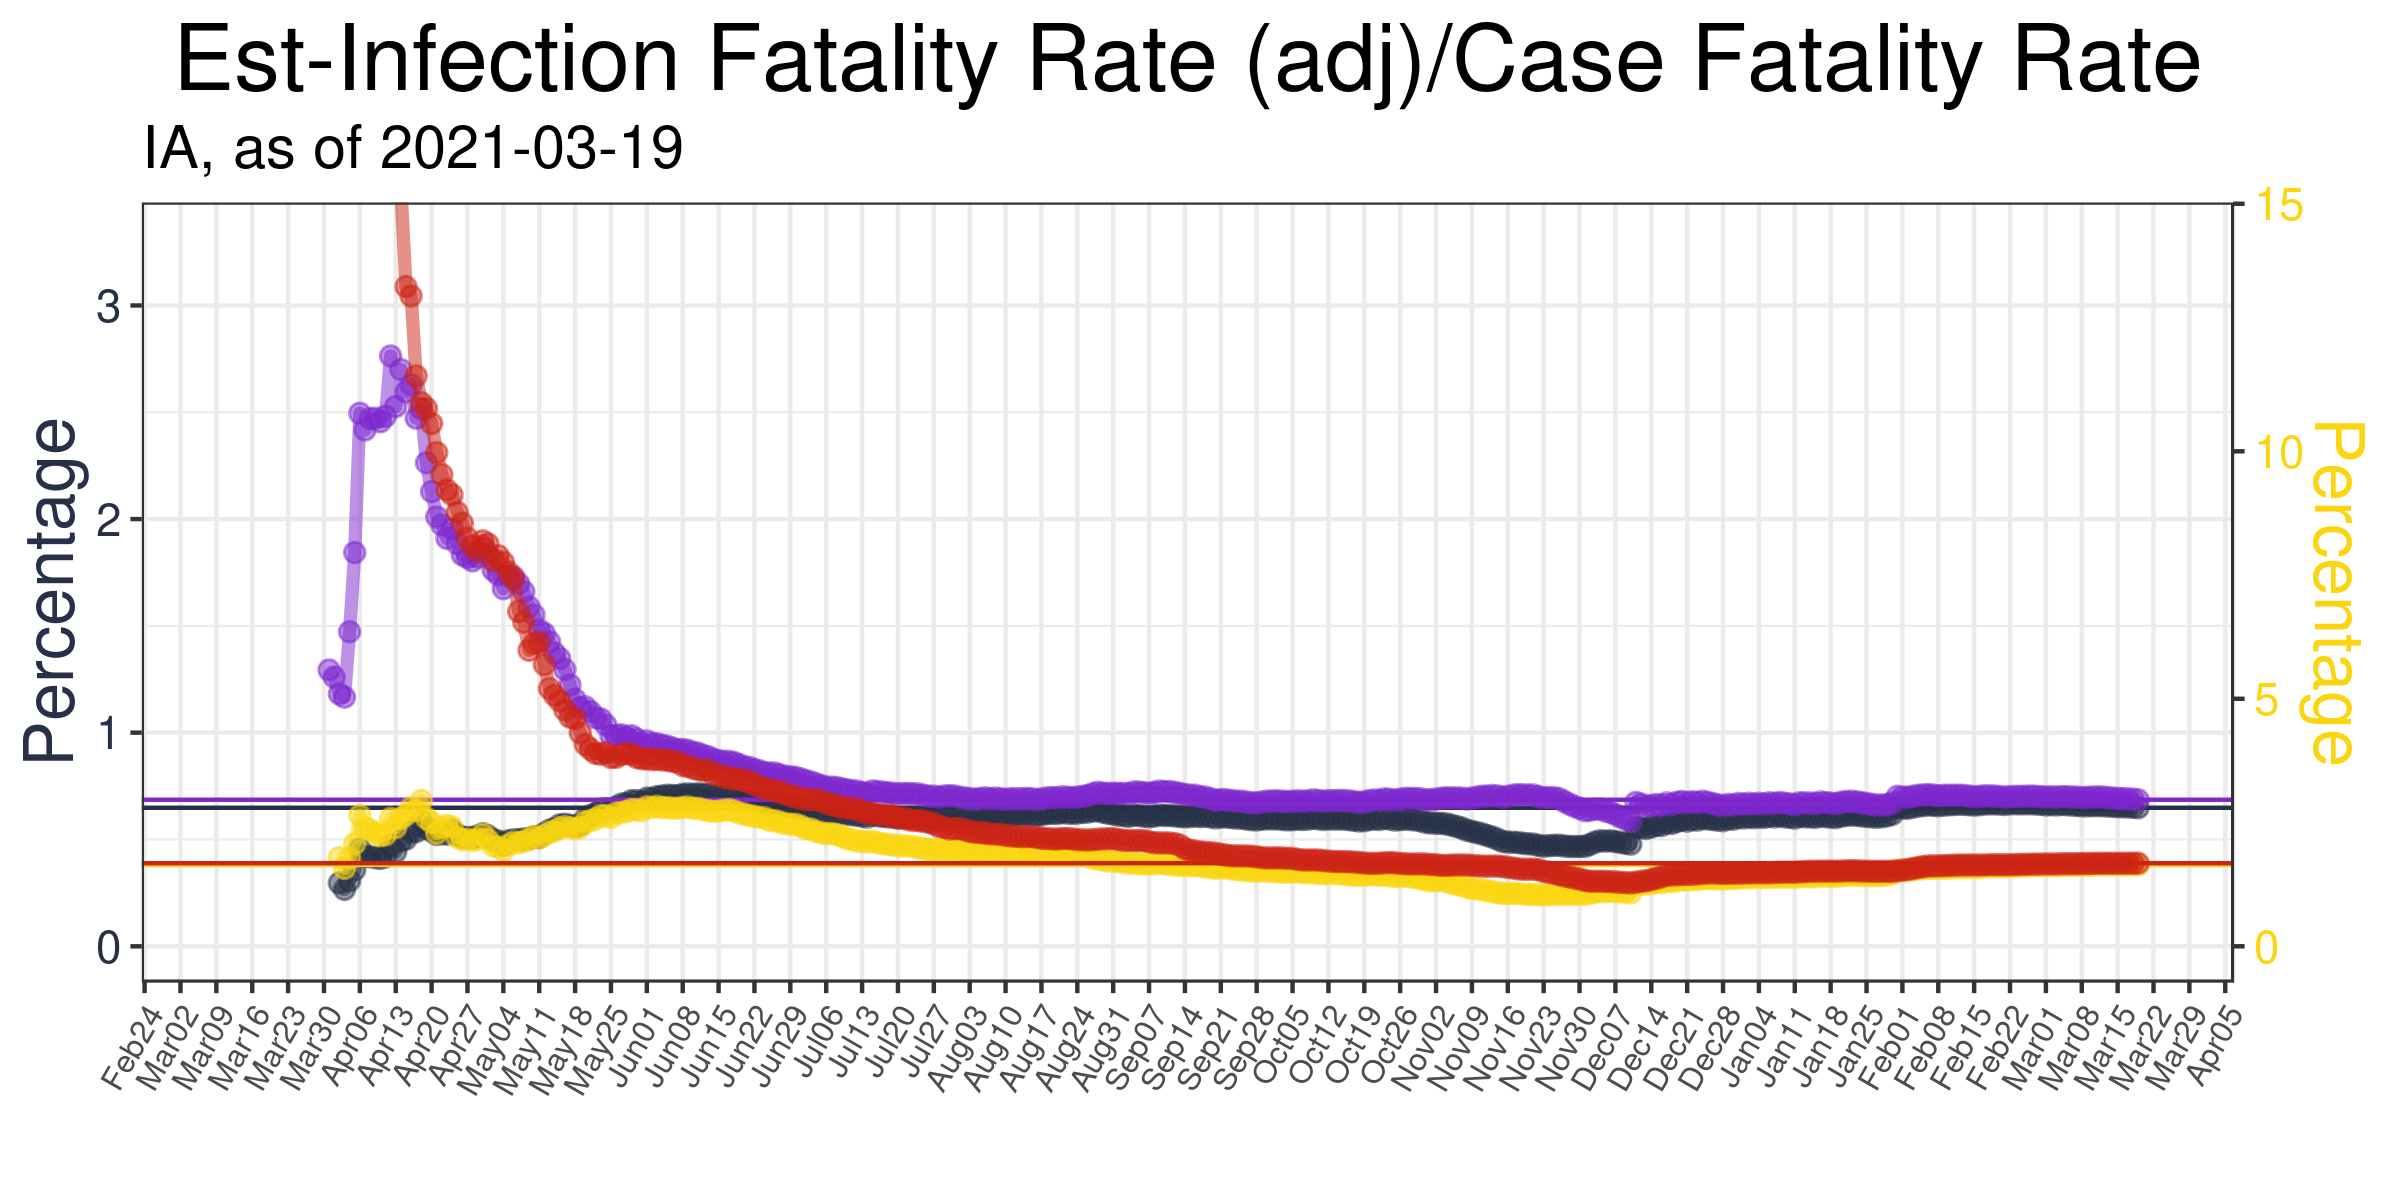 Est-Infection Fatality Rate (adj)/Case Fatality Rate
IA, as of 2021-03-19
Percentage
3
2
1
0
15
10
5
0
Percentage
Feb24
Mar02
Mar09
Mar16
Mar23
Mar30
Apr06
Apr13
Apr20
Apr27
May04
May11
May18
May25
Jun01
Jun08
Jun15
Jun22
Jun29
Jul06
Jul13
Jul20
Jul27
Aug03
Aug10
Aug17
Aug24
Aug31
Sep07
Sep14
Sep21
Sep28
Oct05
Oct12
Oct19
Oct26
Nov02
Nov09
Nov16
Nov23
Nov30
Dec07
Dec14
Dec21
Dec28
Jan04
Jan11
Jan18
Jan25
Feb01
Feb08
Feb15
Feb22
Mar01
Mar08
Mar15
Mar22
Mar29
Apr05